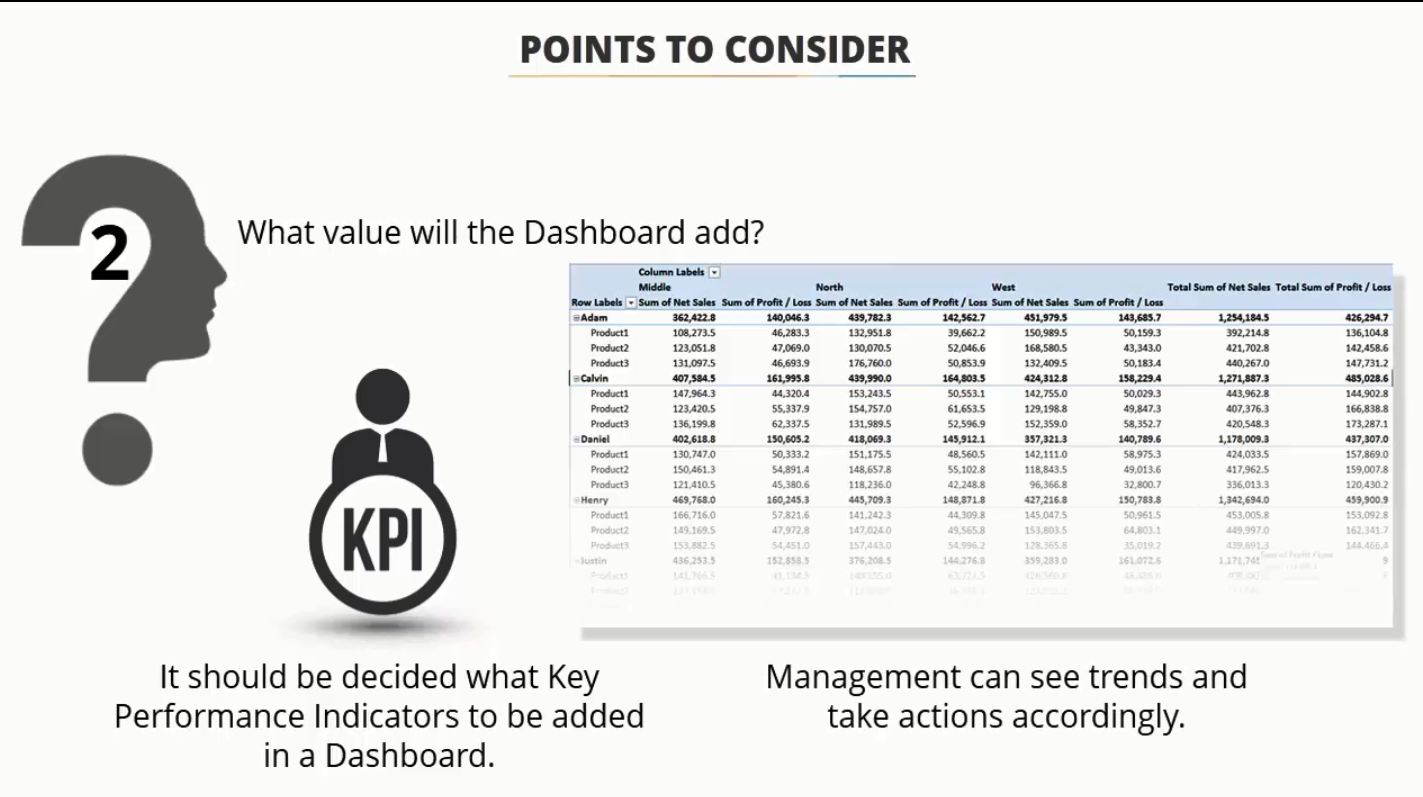 POINTS TO CONSIDER
2
What value will the Dashboard add?
Column Labels
Middle North West Total Sum of Net Sales Total Sum of Profit / Loss
Row Labels Sum of Net Sales Sum of Profit / Loss Sum of Net Sales Sum of Profit / Loss Sum of Net Sales Sum of Profit / Loss
Adam 362,422.8 140,046.3 439,782.3 142,562.7 451,979.5 143,685.7 1,254,184.5 426,294.7
Product1 108,273.5 46,283.3 132,951.8 39,662.2 150,989.5 50,159.3 392,214.8 136,104.8
Product2 123,051.8 47,069.0 130,070.5 52,046.6 168,580.5 43,343.0 421,702.8 142,458.6
Product3 131,097.5 46,693.9 176,760.0 50,853.9 132,409.5 50,183.4 440,267.0 147,731.2
Calvin 407,584.5 161,995.8 439,990.0 164,803.5 424,312.8 158,229.4 1,271,887.3 485,028.6
Product1 147,964.3 44,320.4 153,243.5 50,553.1 142,755.0 50,029.3 443,962.8 144,902.8
Product2 123,420.5 55,337.9 154,757.0 61,653.5 129,198.8 49,847.3 407,376.3 166,838.8
Product3 136,199.8 62,337.5 131,989.5 52,596.9 152,359.0 58,352.7 420,548.3 173,287.1
Daniel 402,618.8 150,605.2 418,069.3 145,912.1 357,321.3 140,789.6 1,178,009.3 437,307.0
Product1 130,747.0 50,333.2 151,175.5 48,560.5 142,111.0 58,975.3 424,033.5 157,869.0
Product2 150,461.3 54,891.4 148,657.8 55,102.8 118,843.5 49,013.6 417,962.5 159,007.8
Product3 121,410.5 45,380.6 118,236.0 42,248.8 96,366.8 32,800.7 336,013.3 120,430.2
Henry 469,768.0 160,245.3 445,709.3 148,871.8 427,216.8 150,783.8 1,342,694.0 459,900.9
Product1 166,716.0 57,821.6 141,242.3 44,309.8 145,047.5 50,961.5 453,005.8 153,092.8
Product2 149,169.5 47,972.8 147,024.0 49,565.8 153,803.5 64,803.1 449,997.0 162,341.7
Product3 153,882.5 54,451.0 157,443.0 54,996.2 128,365.8 35,019.2 439,691.3 144,466.4
Justin 436,253.5 152,858.5 376,208.5 144,276.8 359,283.0 161,072.6
Product1
KPI
It should be decided what Key
Performance Indicators to be added
in a Dashboard.
Management can see trends and
take actions accordingly.